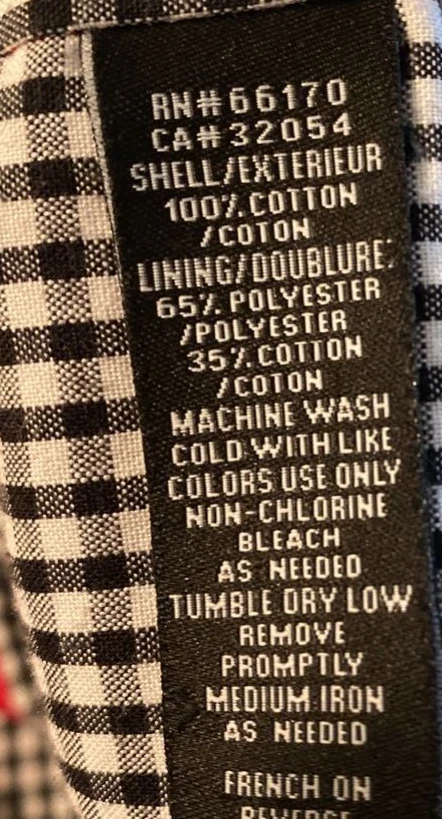 RN#66170
CA#32054
SHELL/EXTERIEUR
100% COTTON
/COTON
LINING/DOUBLURE:
65% POLYESTER
/POLYESTER
35% COTTON
/COTON
MACHINE WASH
COLD WITH LIKE
COLORS USE ONLY
NON-CHLORINE
BLEACH
AS NEEDED
TUMBLE DRY LOW
REMOVE
PROMPTLY
MEDIUM IRON
AS NEEDED
FRENCH ON
REVERSE